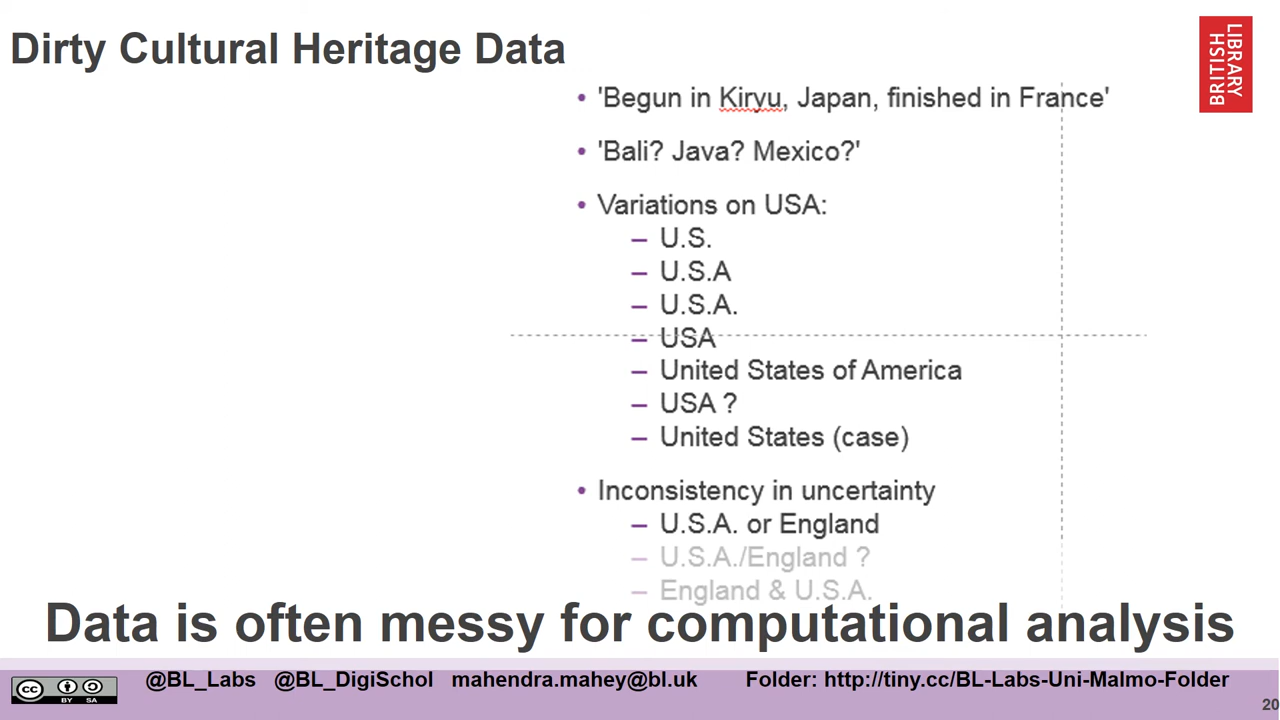 Dirty Cultural Heritage Data
LIBRARY
BRITISH
• 'Begun in Kiryu, Japan, finished in France'
• 'Bali? Java? Mexico?'
• Variations on USA:
– U.S.
– U.S.A
– U.S.A.
– USA
– United States of America
– USA ?
– United States (case)
• Inconsistency in uncertainty
– U.S.A. or England
– U.S.A./England ?
– England & U.S.A.
Data is often messy for computational analysis
@BL_Labs @BL_DigiSchol mahendra.mahey@bl.uk Folder: http://tiny.cc/BL-Labs-Uni-Malmo-Folder
cc BY SA
20